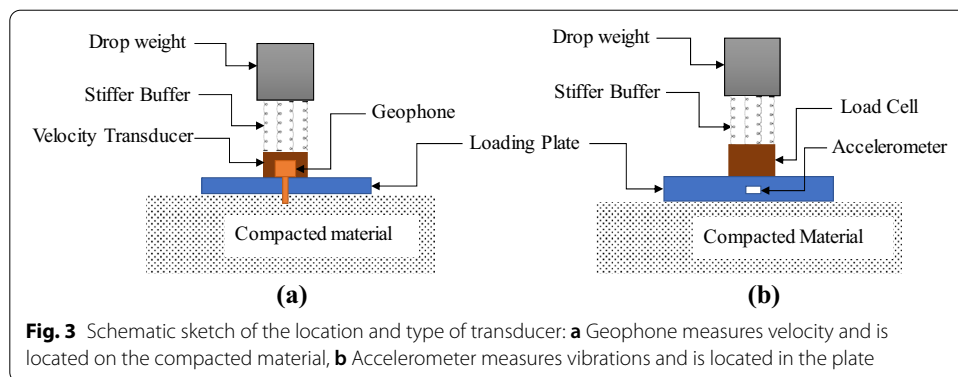 Drop weight
Stiffer Buffer
Velocity Transducer
Geophone
Loading Plate
Compacted material
(a)
Drop weight
Stiffer Buffer
Load Cell
Accelerometer
Compacted Material
(b)
Fig. 3 Schematic sketch of the location and type of transducer: a Geophone measures velocity and is
located on the compacted material, b Accelerometer measures vibrations and is located in the plate